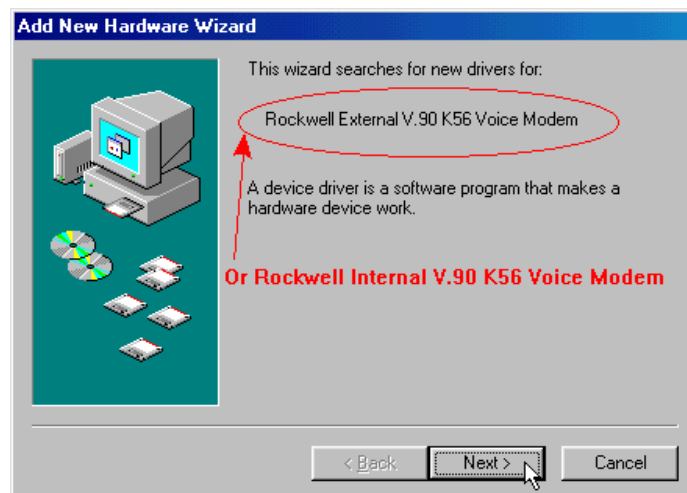 Add New Hardware Wizard
This wizard searches for new drivers for:
Rockwell External V.90 K56 Voice Modem
A device driver is a software program that makes a
hardware device work.
Or Rockwell Internal V.90 K56 Voice Modem
< Back
Next >
Cancel